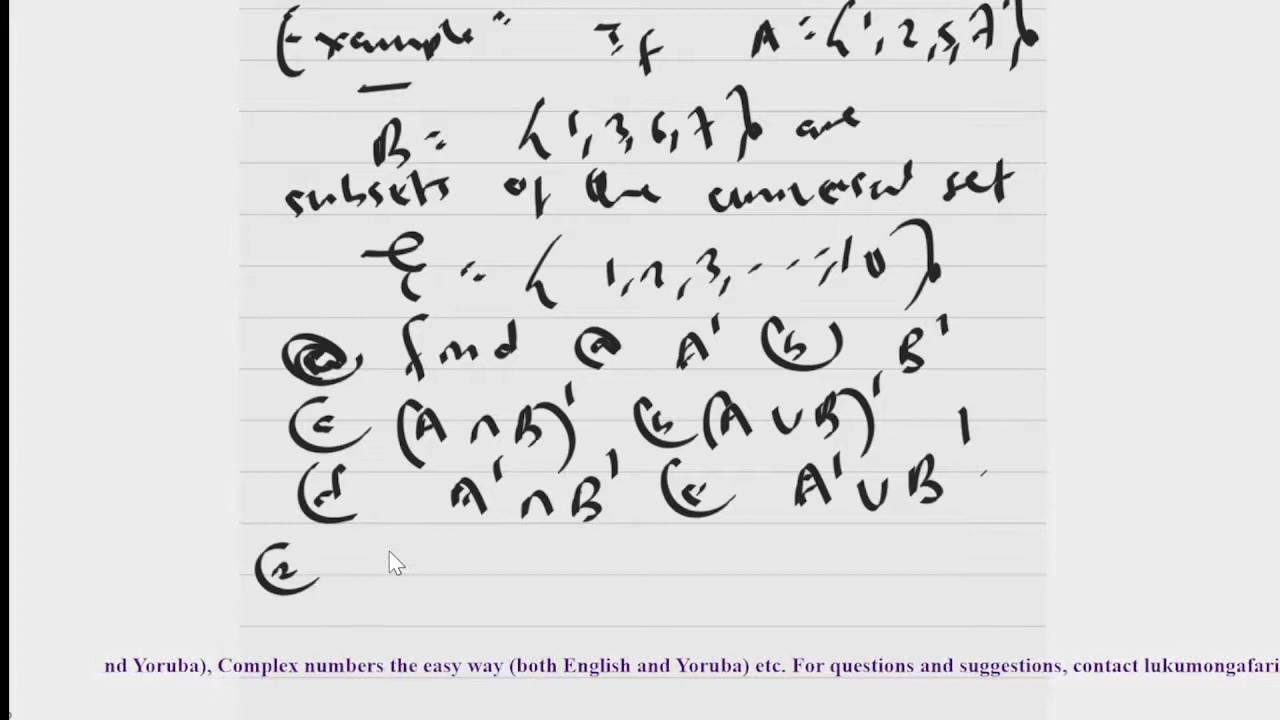 Example: If A = {1, 2, 5, 7}
B = {1, 3, 6, 7} are
subsets of the universal set
ξ = {1, 2, 3, ..., 10}
find (a) A' (b) B'
(c) (A ∩ B)' (b) (A ∪ B)'
(d) A' ∩ B' (e) A' ∪ B'
(2
nd Yoruba), Complex numbers the easy way (both English and Yoruba) etc. For questions and suggestions, contact lukumongafari